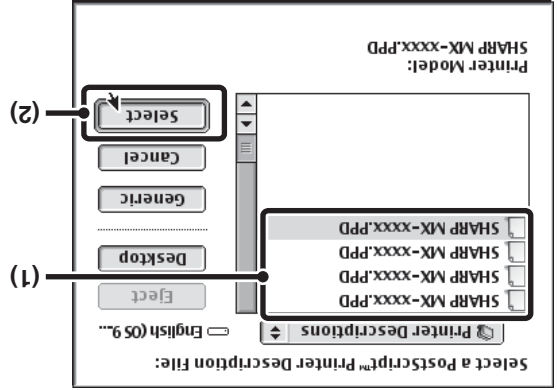 Select a PostScript™ Printer Description File:
Printer Descriptions
English (OS 9...
SHARP MX-xxxx.PPD
SHARP MX-xxxx.PPD
SHARP MX-xxxx.PPD
SHARP MX-xxxx.PPD
(1)
Eject
Desktop
Generic
Cancel
Select
(2)
Printer Model:
SHARP MX-xxxx.PPD